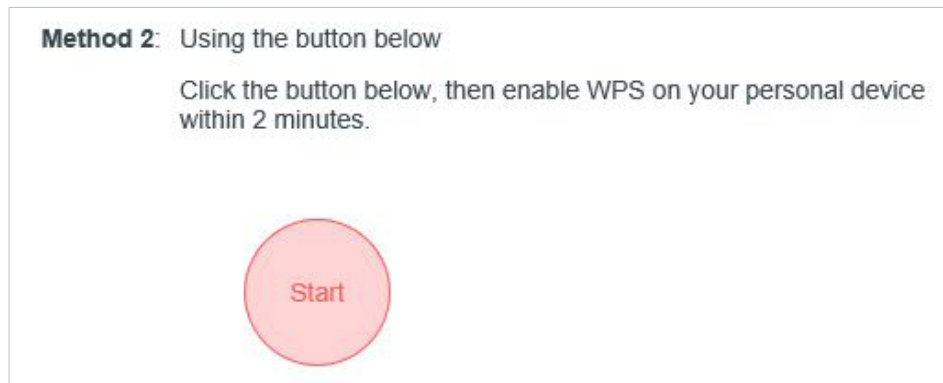 Method 2: Using the button below
Click the button below, then enable WPS on your personal device
within 2 minutes.
Start